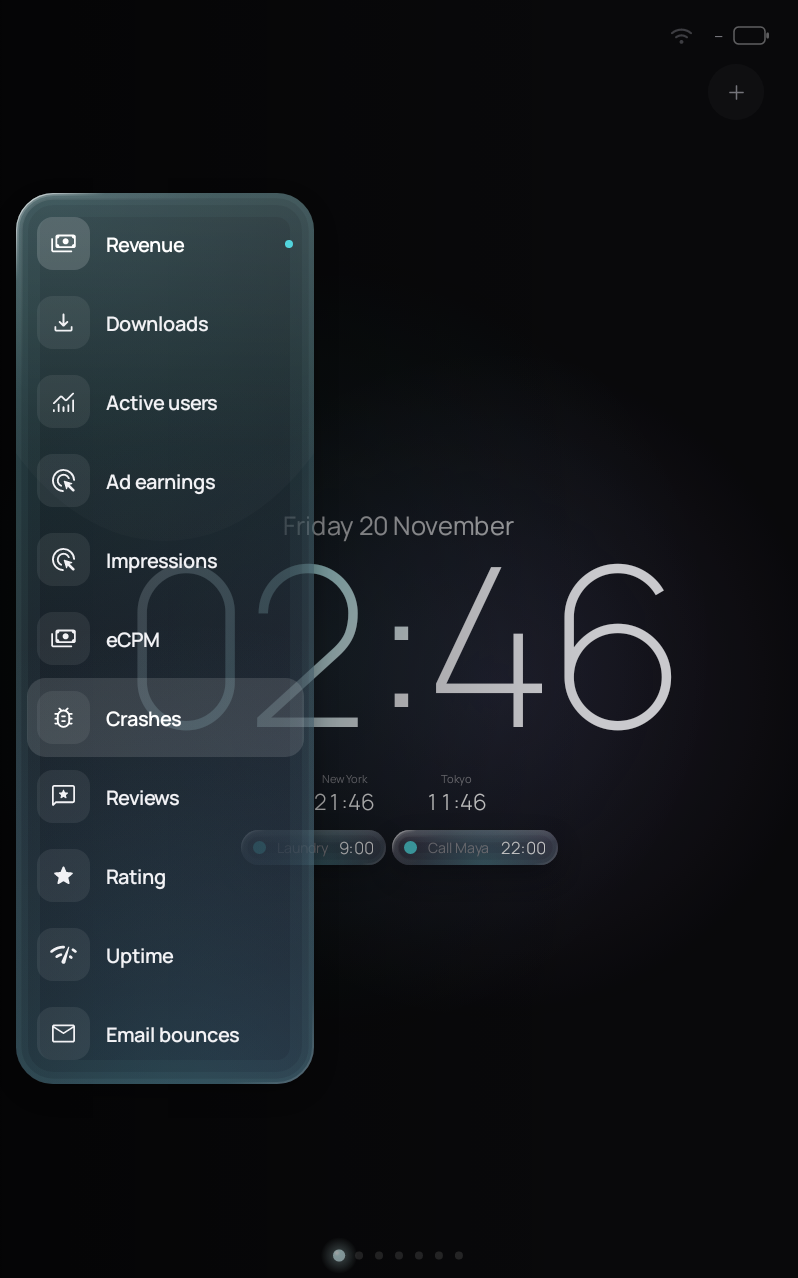 –
+
Revenue
Downloads
Active users
Ad earnings
Impressions
eCPM
Crashes
Reviews
Rating
Uptime
Email bounces
Friday 20 November
02:46
New York
21:46
Tokyo
11:46
Laundry 9:00
Call Maya 22:00